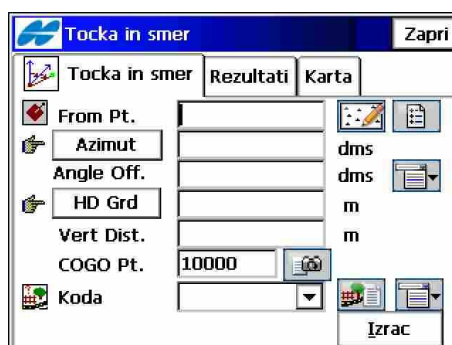 Tocka in smer Zapri
Tocka in smer Rezultati Karta
From Pt.
Azimut dms
Angle Off. dms
HD Grd m
Vert Dist. m
COGO Pt. 10000
Koda
Izrac